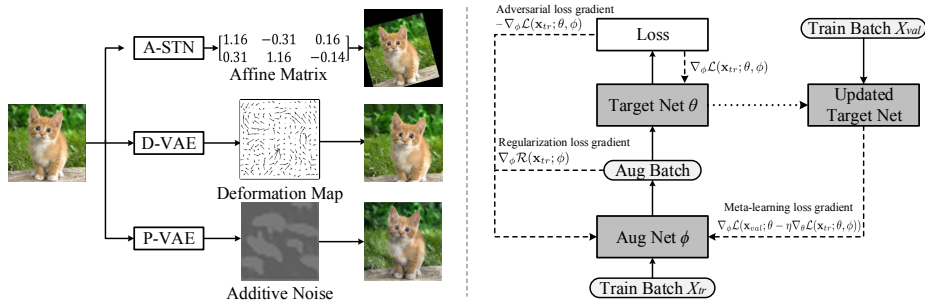 A-STN
1.16 −0.31 0.16
0.31 1.16 −0.14
Affine Matrix
D-VAE
Deformation Map
P-VAE
Additive Noise
Adversarial loss gradient
−∇ϕℒ(𝐱tr; θ, ϕ)
Loss
∇ϕℒ(𝐱tr; θ, ϕ)
Train Batch Xval
Target Net θ
Updated
Target Net
Regularization loss gradient
∇ϕℛ(𝐱tr; ϕ)
Aug Batch
Meta-learning loss gradient
∇ϕℒ(𝐱val; θ − η∇θℒ(𝐱tr; θ, ϕ))
Aug Net ϕ
Train Batch Xtr